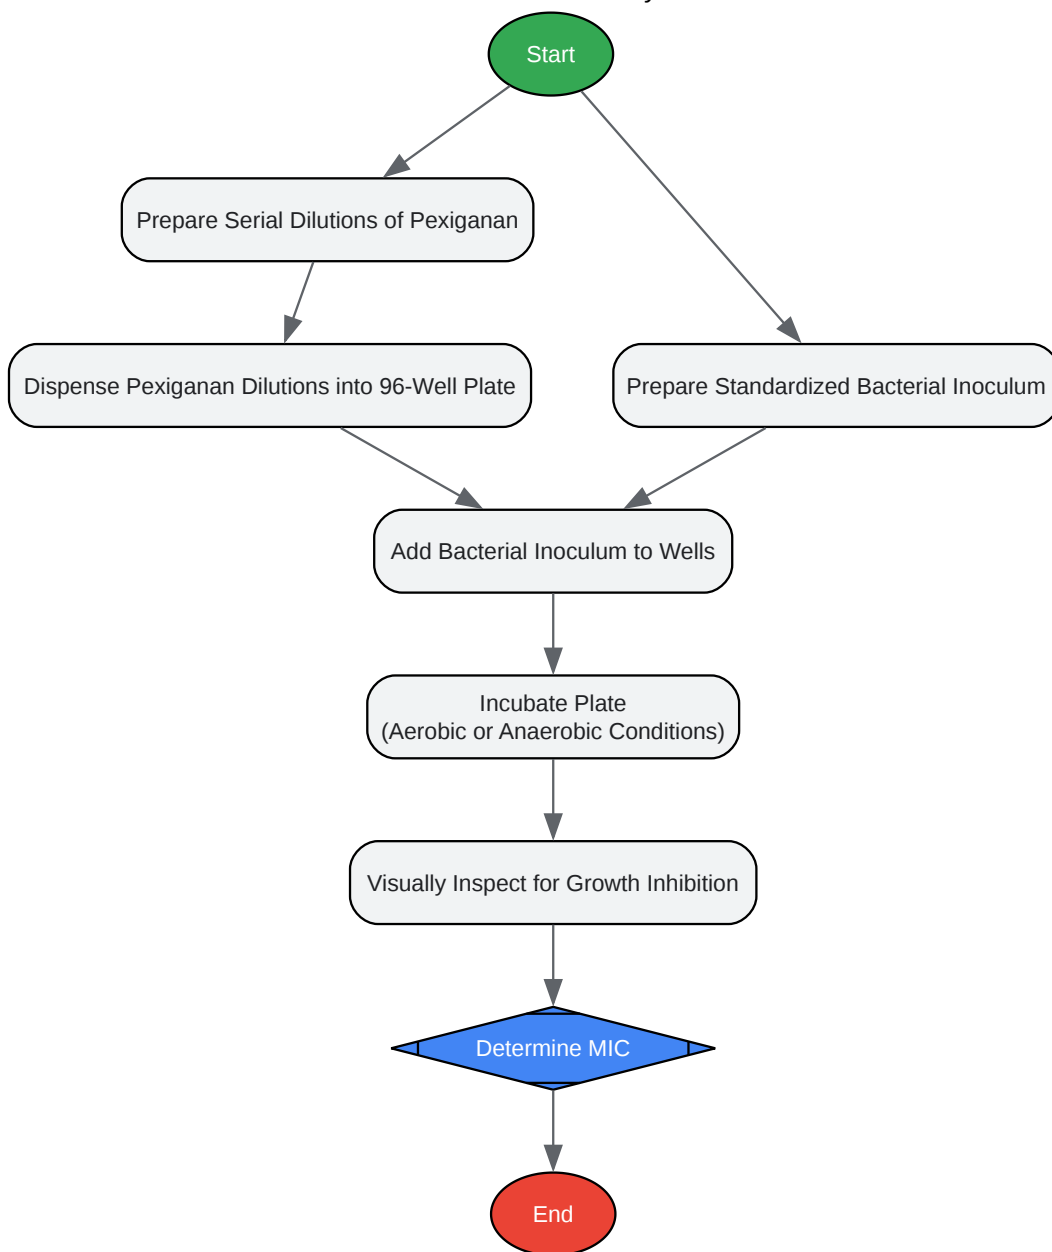 Start
Prepare Serial Dilutions of Pexiganan
Dispense Pexiganan Dilutions into 96-Well Plate
Prepare Standardized Bacterial Inoculum
Add Bacterial Inoculum to Wells
Incubate Plate
(Aerobic or Anaerobic Conditions)
Visually Inspect for Growth Inhibition
Determine MIC
End